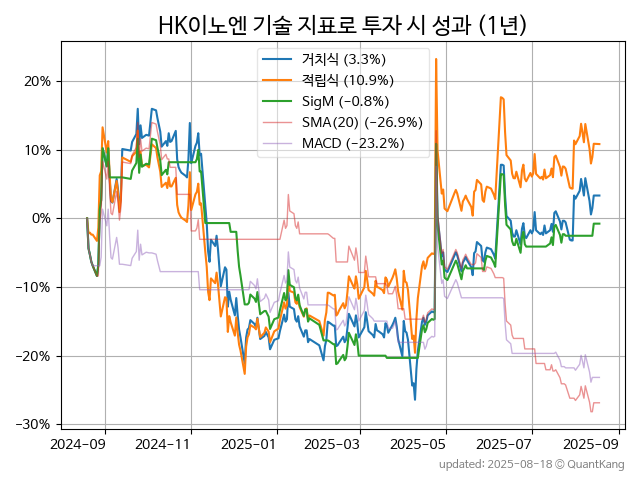 HK이노엔 기술 지표로 투자 시 성과 (1년)
거치식 (3.3%)
적립식 (10.9%)
SigM (−0.8%)
SMA(20) (−26.9%)
MACD (−23.2%)
20%
10%
0%
−10%
−20%
−30%
2024-09
2024-11
2025-01
2025-03
2025-05
2025-07
2025-09
updated: 2025-08-18 © QuantKang